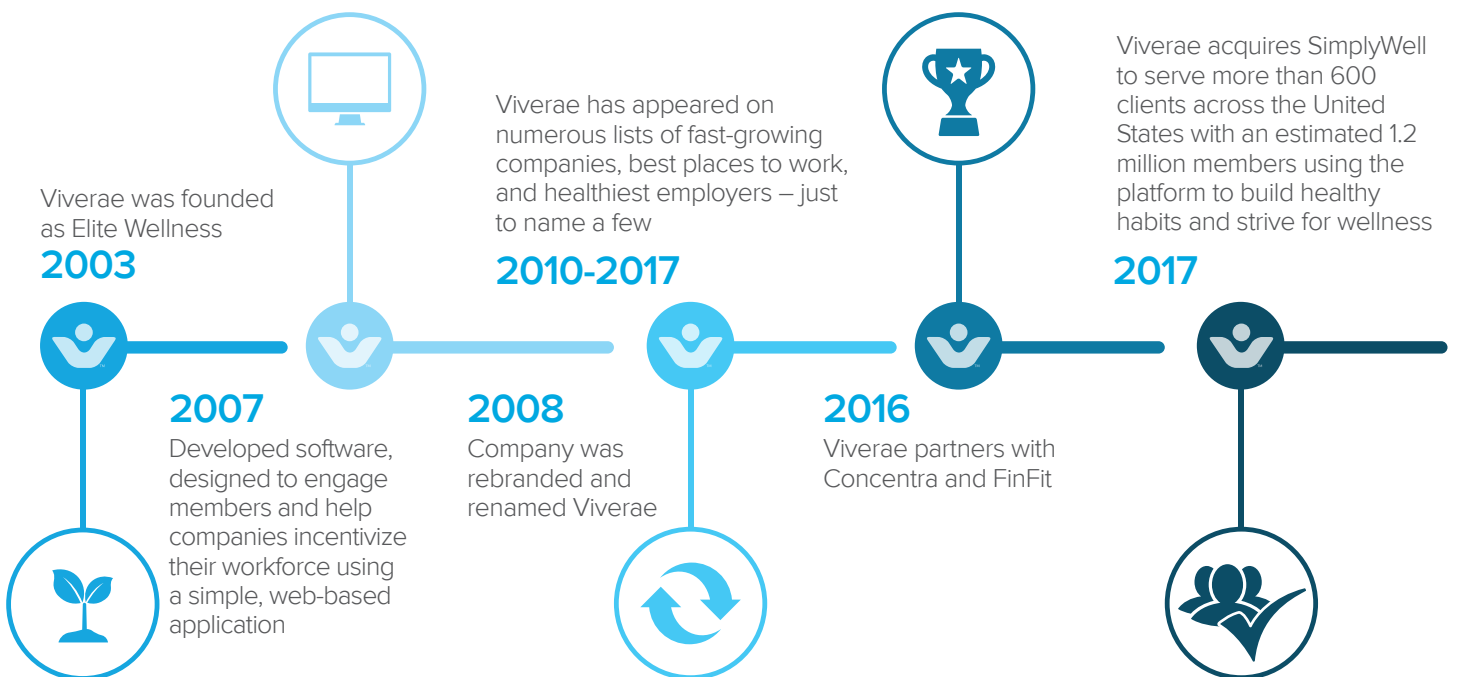 Viverae was founded
as Elite Wellness
2003
2007
Developed software,
designed to engage
members and help
companies incentivize
their workforce using
a simple, web-based
application
2008
Company was
rebranded and
renamed Viverae
Viverae has appeared on
numerous lists of fast-growing
companies, best places to work,
and healthiest employers – just
to name a few
2010-2017
2016
Viverae partners with
Concentra and FinFit
Viverae acquires SimplyWell
to serve more than 600
clients across the United
States with an estimated 1.2
million members using the
platform to build healthy
habits and strive for wellness
2017